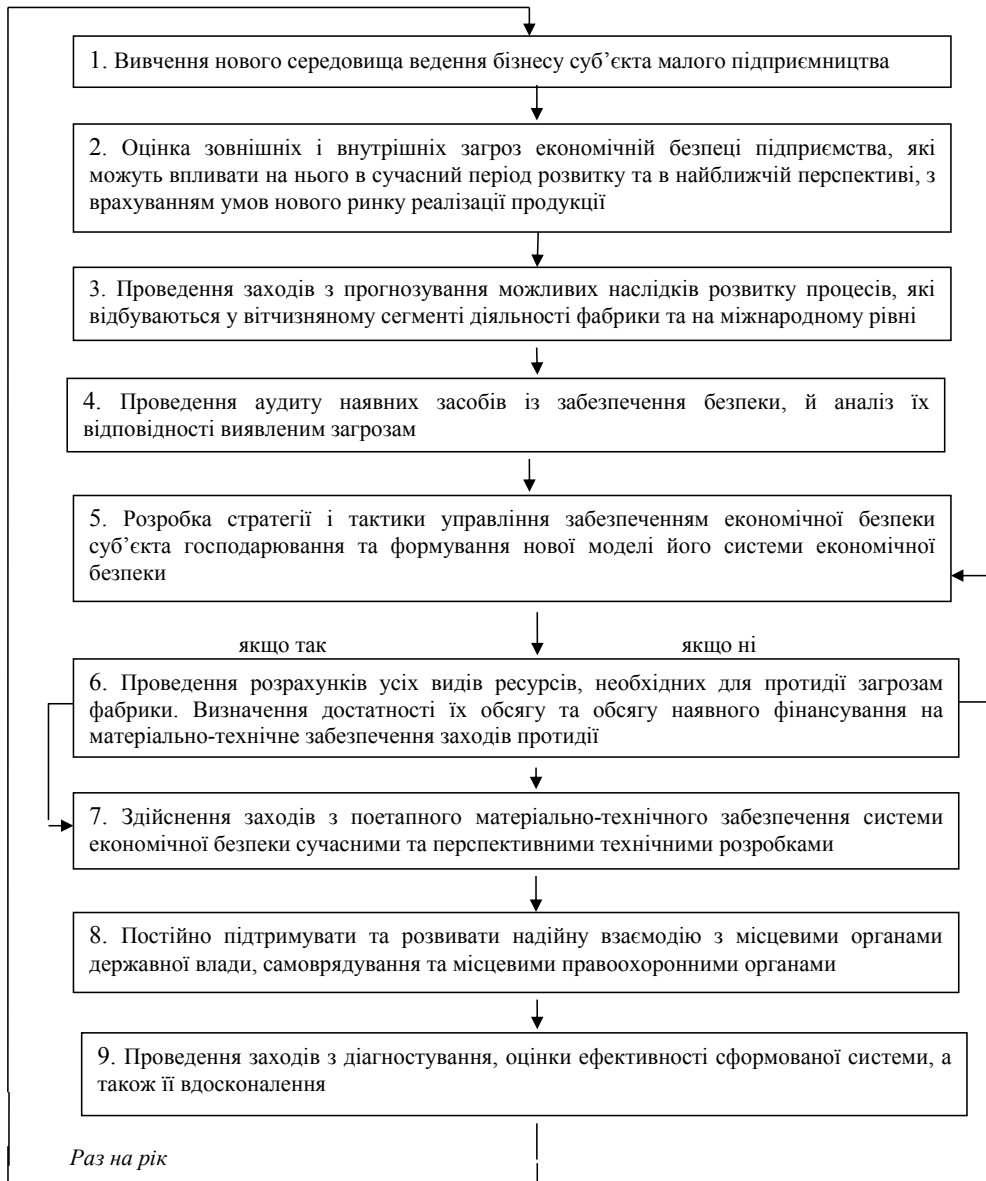 1. Вивчення нового середовища ведення бізнесу суб’єкта малого підприємництва
2. Оцінка зовнішніх і внутрішніх загроз економічній безпеці підприємства, які
можуть впливати на нього в сучасний період розвитку та в найближчій перспективі, з
врахуванням умов нового ринку реалізації продукції
3. Проведення заходів з прогнозування можливих наслідків розвитку процесів, які
відбуваються у вітчизняному сегменті діяльності фабрики та на міжнародному рівні
4. Проведення аудиту наявних засобів із забезпечення безпеки, й аналіз їх
відповідності виявленим загрозам
5. Розробка стратегії і тактики управління забезпеченням економічної безпеки
суб’єкта господарювання та формування нової моделі його системи економічної
безпеки
якщо так якщо ні
6. Проведення розрахунків усіх видів ресурсів, необхідних для протидії загрозам
фабрики. Визначення достатності їх обсягу та обсягу наявного фінансування на
матеріально-технічне забезпечення заходів протидії
7. Здійснення заходів з поетапного матеріально-технічного забезпечення системи
економічної безпеки сучасними та перспективними технічними розробками
8. Постійно підтримувати та розвивати надійну взаємодію з місцевими органами
державної влади, самоврядування та місцевими правоохоронними органами
9. Проведення заходів з діагностування, оцінки ефективності сформованої системи, а
також її вдосконалення
Раз на рік